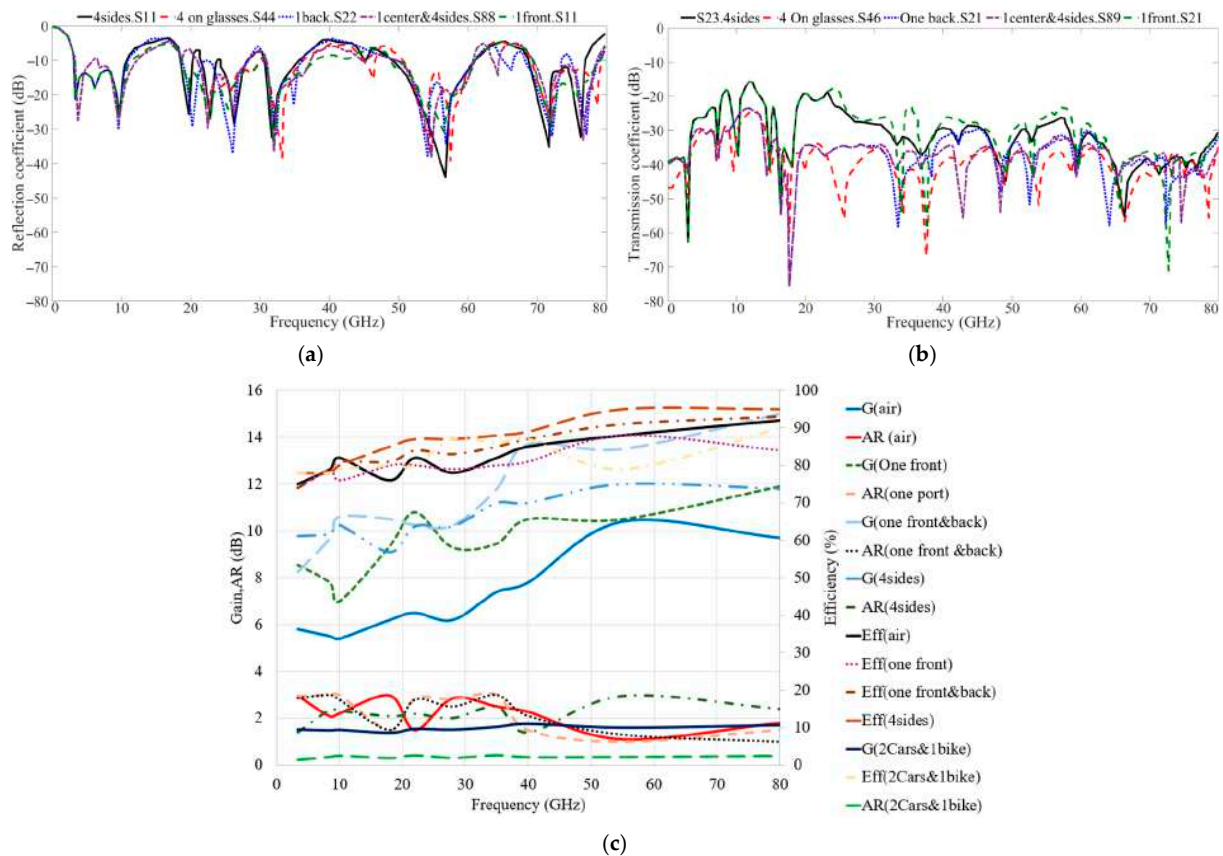 4sides.S11 4 on glasses.S44 1back.S22 1center&4sides.S88 1front.S11
Reflection coefficient (dB)
0
−10
−20
−30
−40
−50
−60
−70
−80
0 10 20 30 40 50 60 70 80
Frequency (GHz)
(a)
S23.4sides 4 On glasses.S46 One back.S21 1center&4sides.S89 1front.S21
Transmission coefficient (dB)
0
−10
−20
−30
−40
−50
−60
−70
−80
0 10 20 30 40 50 60 70 80
Frequency (GHz)
(b)
Gain,AR (dB)
16
14
12
10
8
6
4
2
0
0 10 20 30 40 50 60 70 80
Frequency (GHz)
100
90
80
70
60
50
40
30
20
10
0
Efficiency (%)
G(air)
AR (air)
G(One front)
AR(one port)
G(one front&back)
AR(one front &back)
G(4sides)
AR(4sides)
Eff(air)
Eff(one front)
Eff(one front&back)
Eff(4sides)
G(2Cars&1bike)
Eff(2Cars&1bike)
AR(2Cars&1bike)
(c)